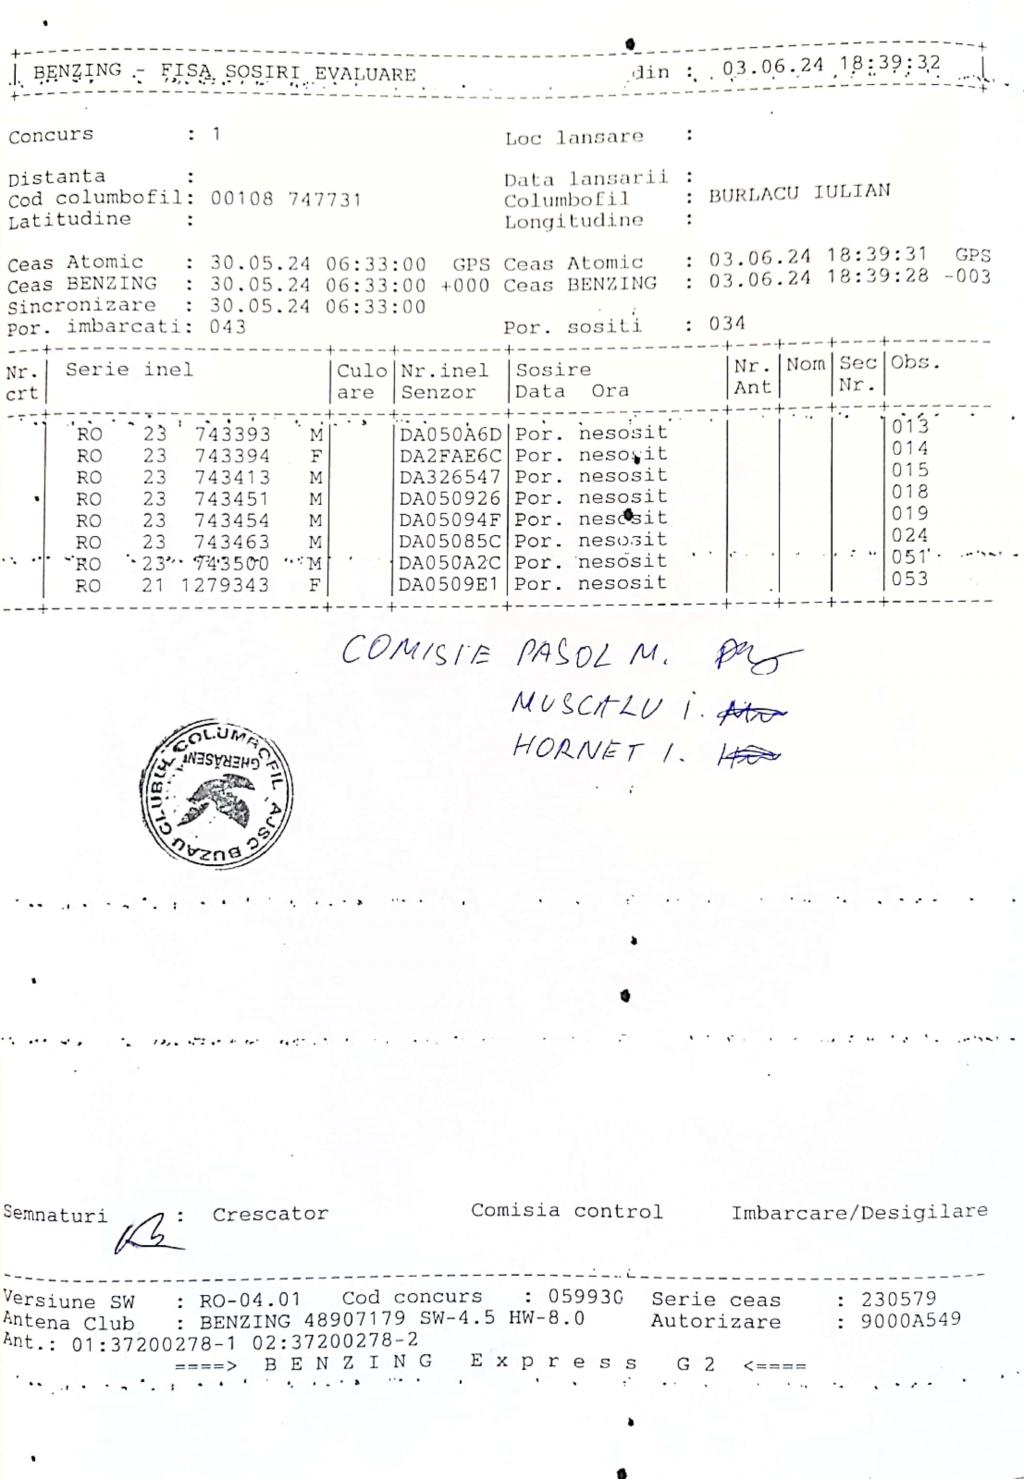 BENZING - FISA SOSIRI EVALUARE din : 03.06.24 18:39:32
Concurs : 1 Loc lansare :
Distanta : Data lansarii :
Cod columbofil: 00108 747731 Columbofil : BURLACU IULIAN
Latitudine : Longitudine :
Ceas Atomic : 30.05.24 06:33:00 GPS Ceas Atomic : 03.06.24 18:39:31 GPS
Ceas BENZING : 30.05.24 06:33:00 +000 Ceas BENZING : 03.06.24 18:39:28 -003
Sincronizare : 30.05.24 06:33:00
Por. imbarcati: 043 Por. sositi : 034
Nr. Serie inel Culo Nr.inel Sosire Nr. Nom Sec Obs.
crt are Senzor Data Ora Ant Nr.
RO 23 743393 M DA050A6D Por. nesosit 013
RO 23 743394 F DA2FAE6C Por. nesosit 014
RO 23 743413 M DA326547 Por. nesosit 015
RO 23 743451 M DA050926 Por. nesosit 018
RO 23 743454 M DA05094F Por. nesosit 019
RO 23 743463 M DA05085C Por. nesosit 024
RO 23 743500 M DA050A2C Por. nesosit 051
RO 21 1279343 F DA0509E1 Por. nesosit 053
COMISIE PASOL M.
MUSCALU I.
HORNET I.
CLUBUL COLUMBOFIL AJSC BUZAU
GHERASENI
Semnaturi : Crescator Comisia control Imbarcare/Desigilare
Versiune SW : RO-04.01 Cod concurs : 059930 Serie ceas : 230579
Antena Club : BENZING 48907179 SW-4.5 HW-8.0 Autorizare : 9000A549
Ant.: 01:37200278-1 02:37200278-2
====> B E N Z I N G E x p r e s s G 2 <====